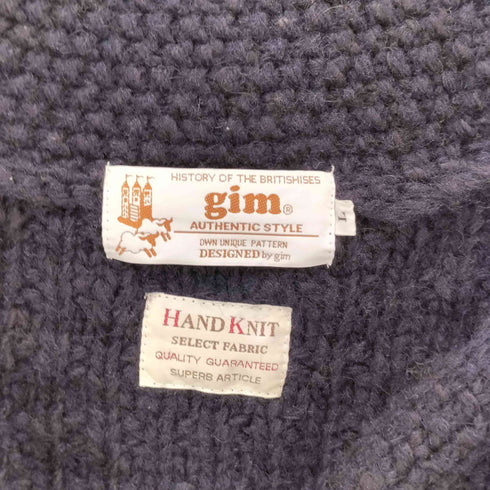 HISTORY OF THE BRITISHISES
gim®
AUTHENTIC STYLE
OWN UNIQUE PATTERN
DESIGNED by gim
L
HAND KNIT
SELECT FABRIC
QUALITY GUARANTEED
SUPERB ARTICLE